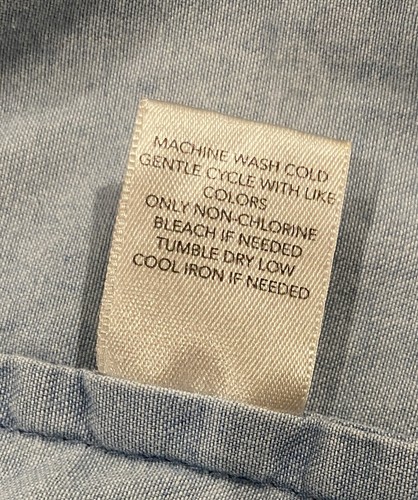 MACHINE WASH COLD
GENTLE CYCLE WITH LIKE
COLORS
ONLY NON-CHLORINE
BLEACH IF NEEDED
TUMBLE DRY LOW
COOL IRON IF NEEDED